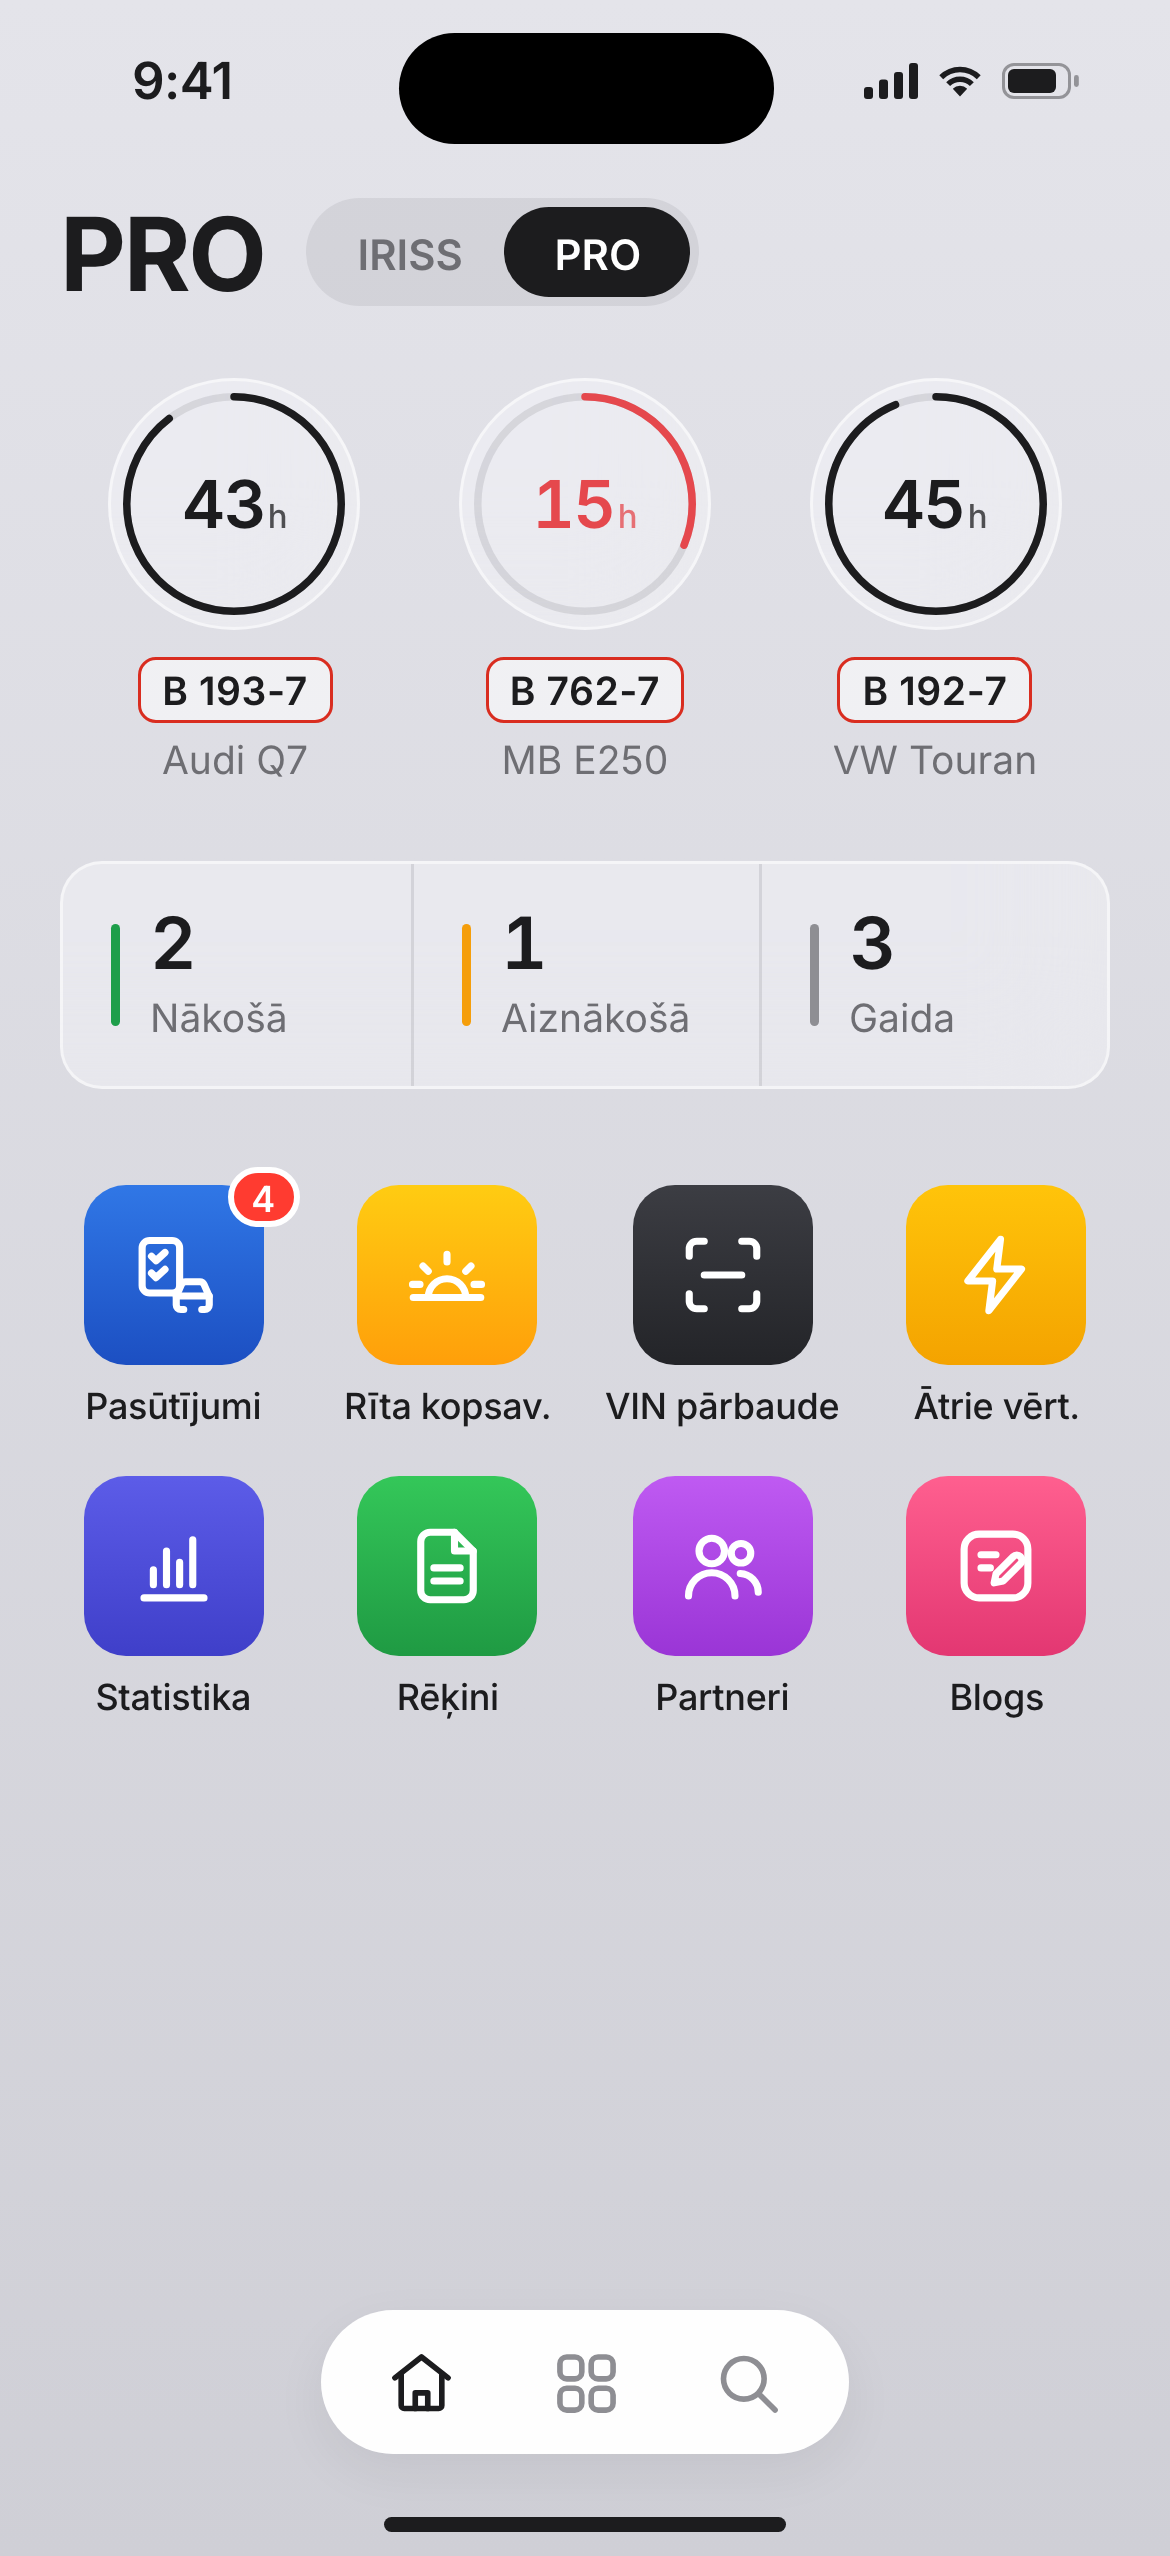 9:41
PRO
IRISS PRO
43h 15h 45h
B 193-7 B 762-7 B 192-7
Audi Q7 MB E250 VW Touran
2 1 3
Nākošā Aiznākošā Gaida
4
Pasūtījumi Rīta kopsav. VIN pārbaude Ātrie vērt.
Statistika Rēķini Partneri Blogs